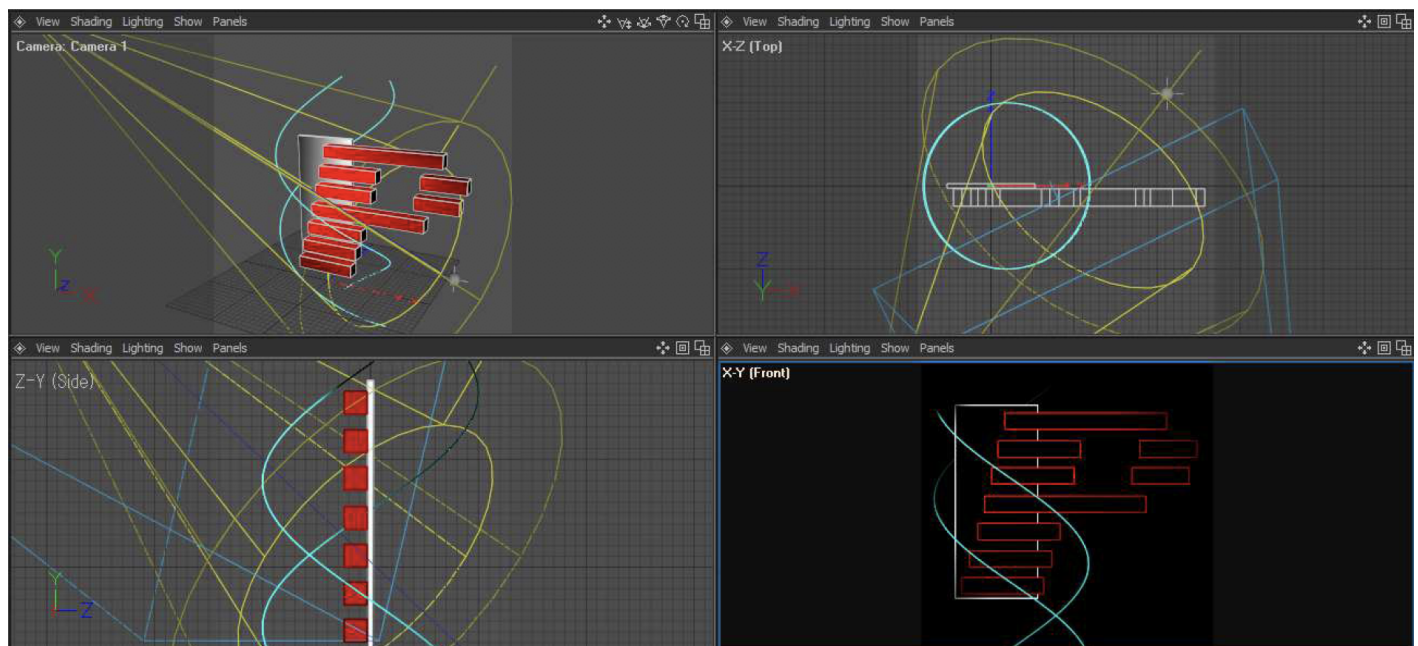 View Shading Lighting Show Panels
Camera: Camera 1
Y
Z X
View Shading Lighting Show Panels
X-Z (Top)
Z
Y X
View Shading Lighting Show Panels
Z-Y (Side)
Y
Z
View Shading Lighting Show Panels
X-Y (Front)